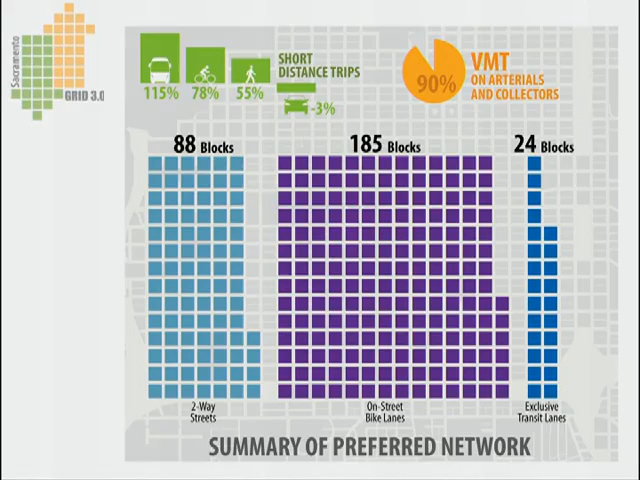 Sacramento
GRID 3.0
115%
78%
55%
SHORT
DISTANCE TRIPS
-3%
90%
VMT
ON ARTERIALS
AND COLLECTORS
88 Blocks
185 Blocks
24 Blocks
2-Way
Streets
On-Street
Bike Lanes
Exclusive
Transit Lanes
SUMMARY OF PREFERRED NETWORK